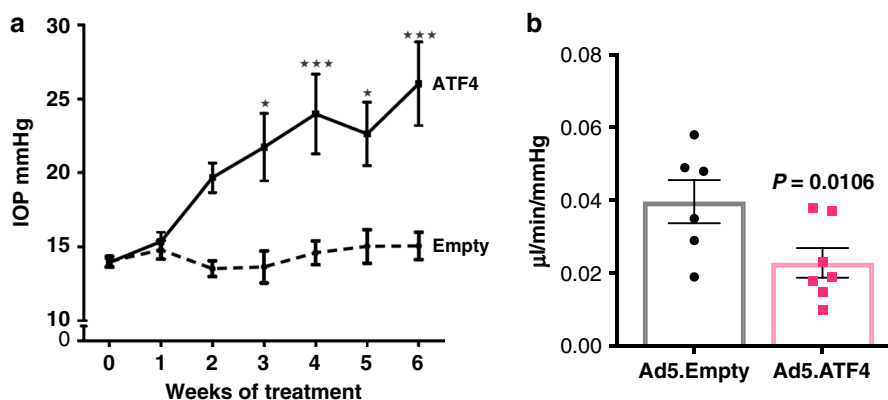 a
30
25
20
15
10
0
IOP mmHg
★
★★★
★
★★★
ATF4
Empty
0 1 2 3 4 5 6
Weeks of treatment
b
0.08
0.06
0.04
0.02
0.00
µl/min/mmHg
P = 0.0106
Ad5.Empty Ad5.ATF4